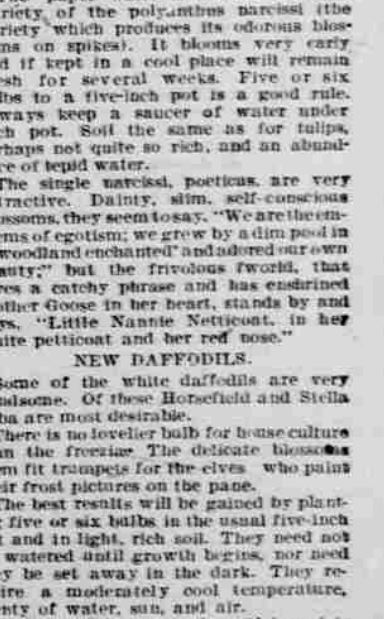 riety of the polyanthus narcissi (the
riety which produces its odorous blos-
ms on spikes). It blooms very early
d if kept in a cool place will remain
esh for several weeks. Five or six
lbs to a five-inch pot is a good rule.
ways keep a saucer of water under
ch pot. Soil the same as for tulips,
rhaps not quite so rich, and an abund-
ce of tepid water.
The single narcissi, poeticus, are very
tractive. Dainty, slim, self-conscious
ossoms, they seem to say, "We are the em-
ems of egotism; we grew by a dim pool in
woodland enchanted' and adored our own
auty;" but the frivolous fworld, that
res a catchy phrase and has enshrined
other Goose in her heart, stands by and
ys, "Little Nannie Netticoat, in her
ite petticoat and her red nose."
NEW DAFFODILS.
Some of the white daffodils are very
ndsome. Of these Horsefield and Stella
ba are most desirable.
There is no lovelier bulb for house culture
an the freezias The delicate blossoms
em fit trumpets for the elves who paint
eir frost pictures on the pane.
The best results will be gained by plant-
g five or six bulbs in the usual five-inch
t and in light, rich soil. They need not
watered until growth begins, nor need
ey be set away in the dark. They re-
ire a moderately cool temperature,
enty of water, sun, and air.